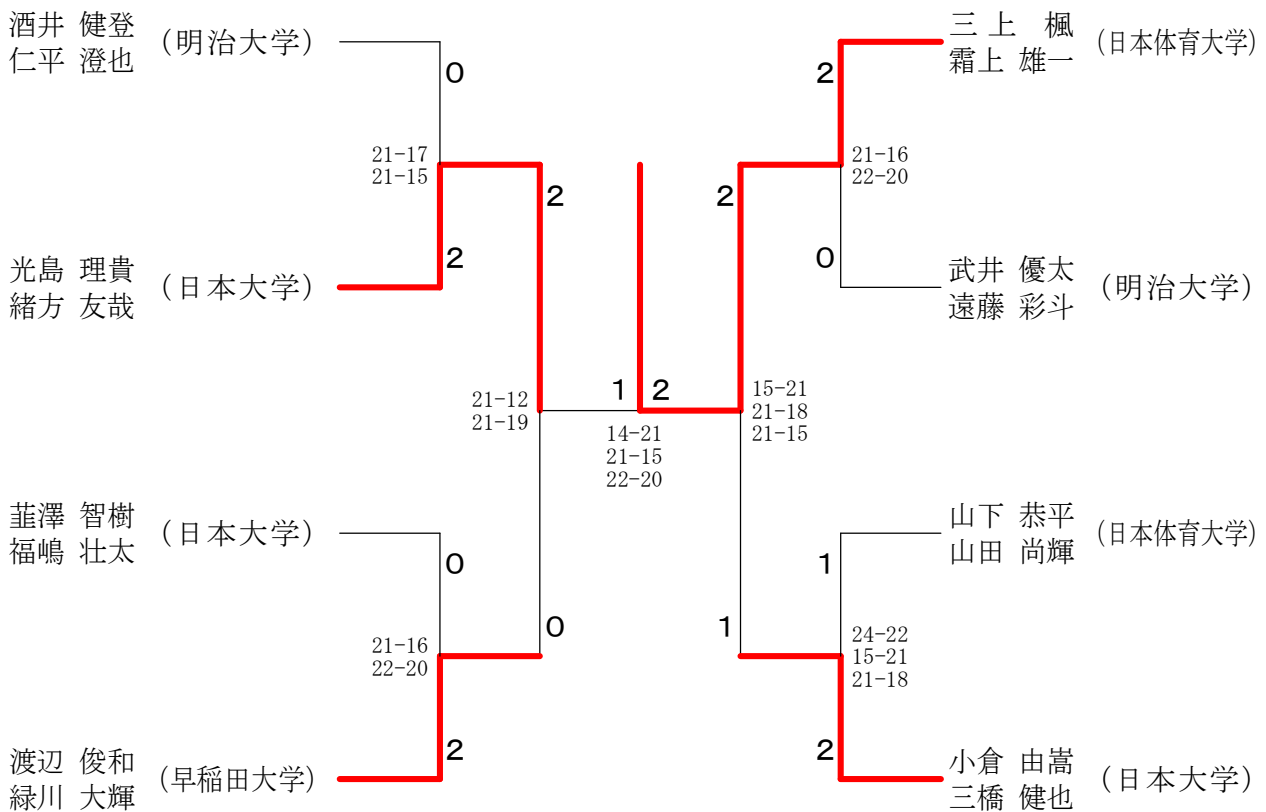 酒井 健登
仁平 澄也
(明治大学)
0
21-17
21-15
2
光島 理貴
緒方 友哉
(日本大学)
2
21-12
21-19
韮澤 智樹
福嶋 壮太
(日本大学)
0
21-16
22-20
0
渡辺 俊和
緑川 大輝
(早稲田大学)
2
1
2
14-21
21-15
22-20
三上 楓
霜上 雄一
(日本体育大学)
2
21-16
22-20
2
0
武井 優太
遠藤 彩斗
(明治大学)
15-21
21-18
21-15
山下 恭平
山田 尚輝
(日本体育大学)
1
24-22
15-21
21-18
1
2
小倉 由嵩
三橋 健也
(日本大学)